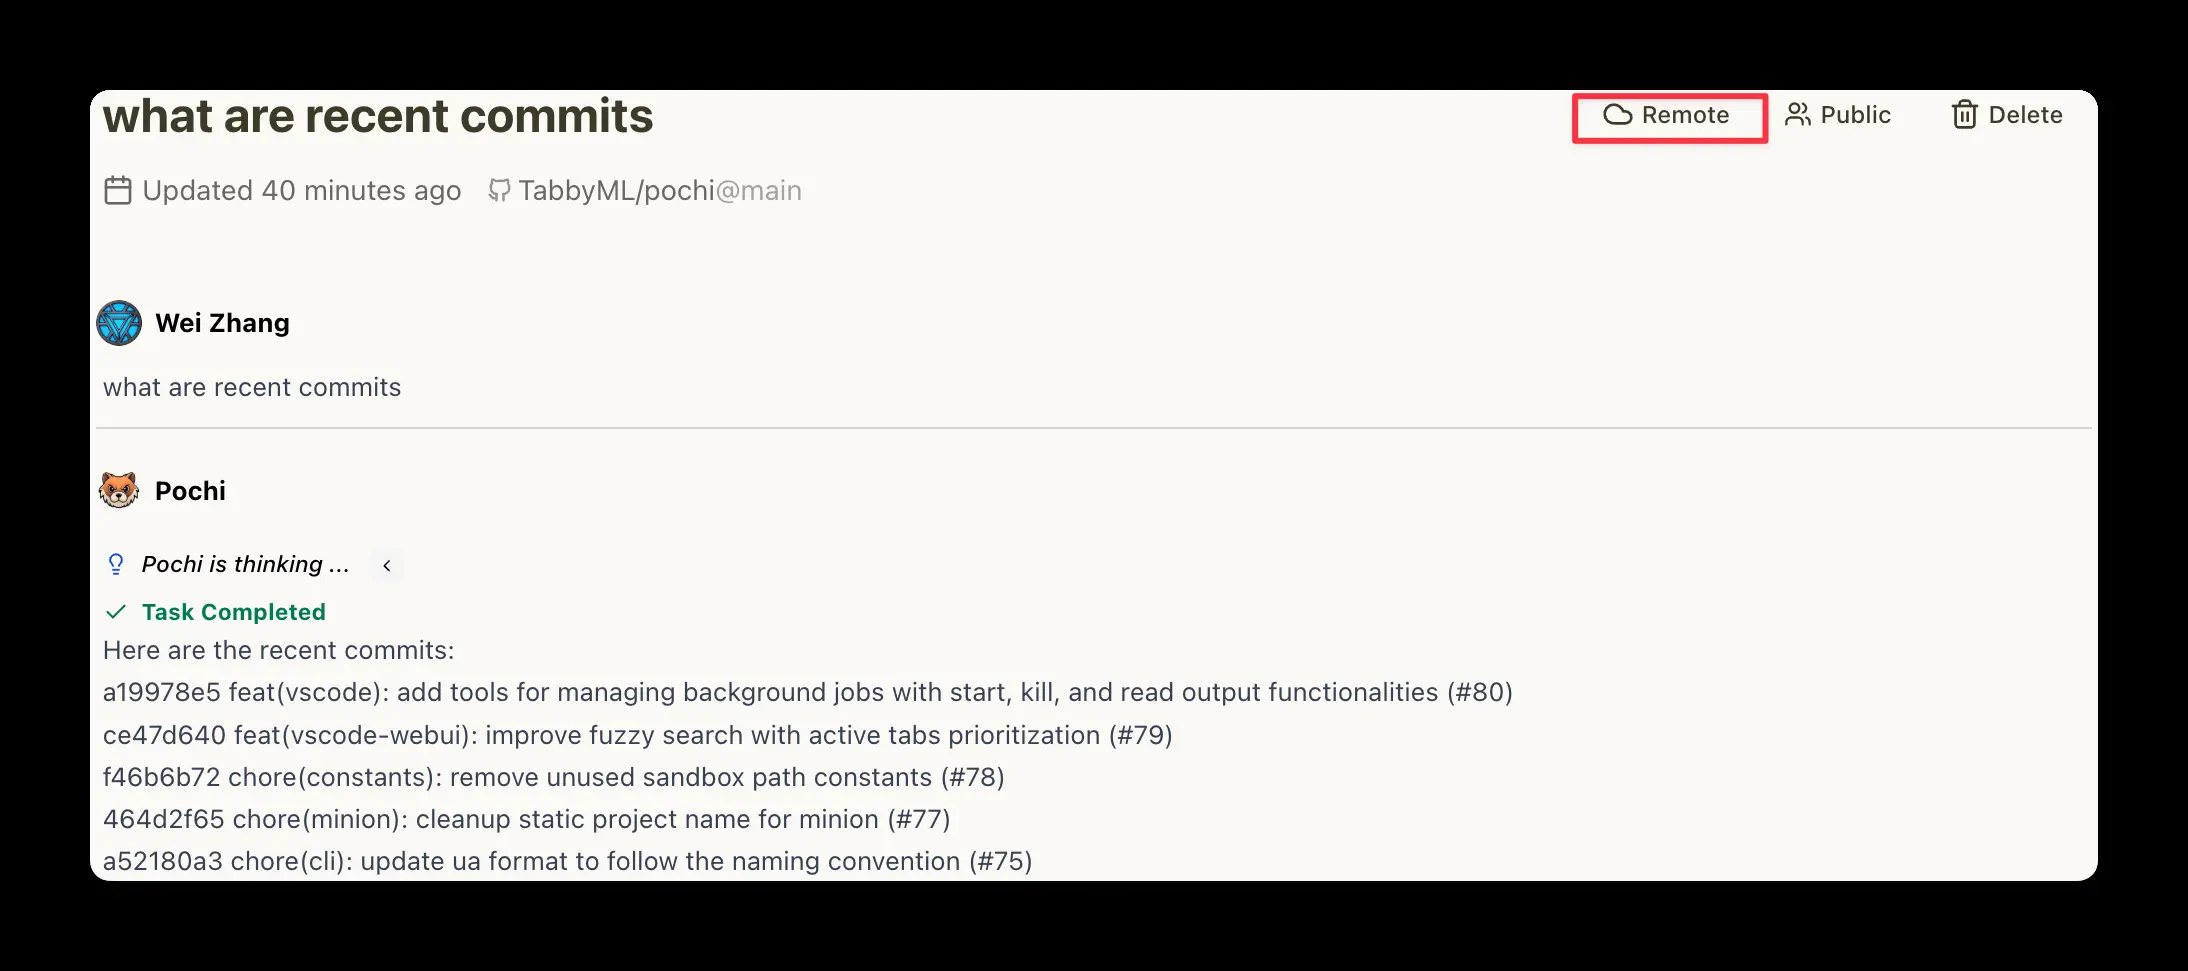 what are recent commits
Remote
Public
Delete
Updated 40 minutes ago
TabbyML/pochi@main
Wei Zhang
what are recent commits
Pochi
Pochi is thinking ...
Task Completed
Here are the recent commits:
a19978e5 feat(vscode): add tools for managing background jobs with start, kill, and read output functionalities (#80)
ce47d640 feat(vscode-webui): improve fuzzy search with active tabs prioritization (#79)
f46b6b72 chore(constants): remove unused sandbox path constants (#78)
464d2f65 chore(minion): cleanup static project name for minion (#77)
a52180a3 chore(cli): update ua format to follow the naming convention (#75)